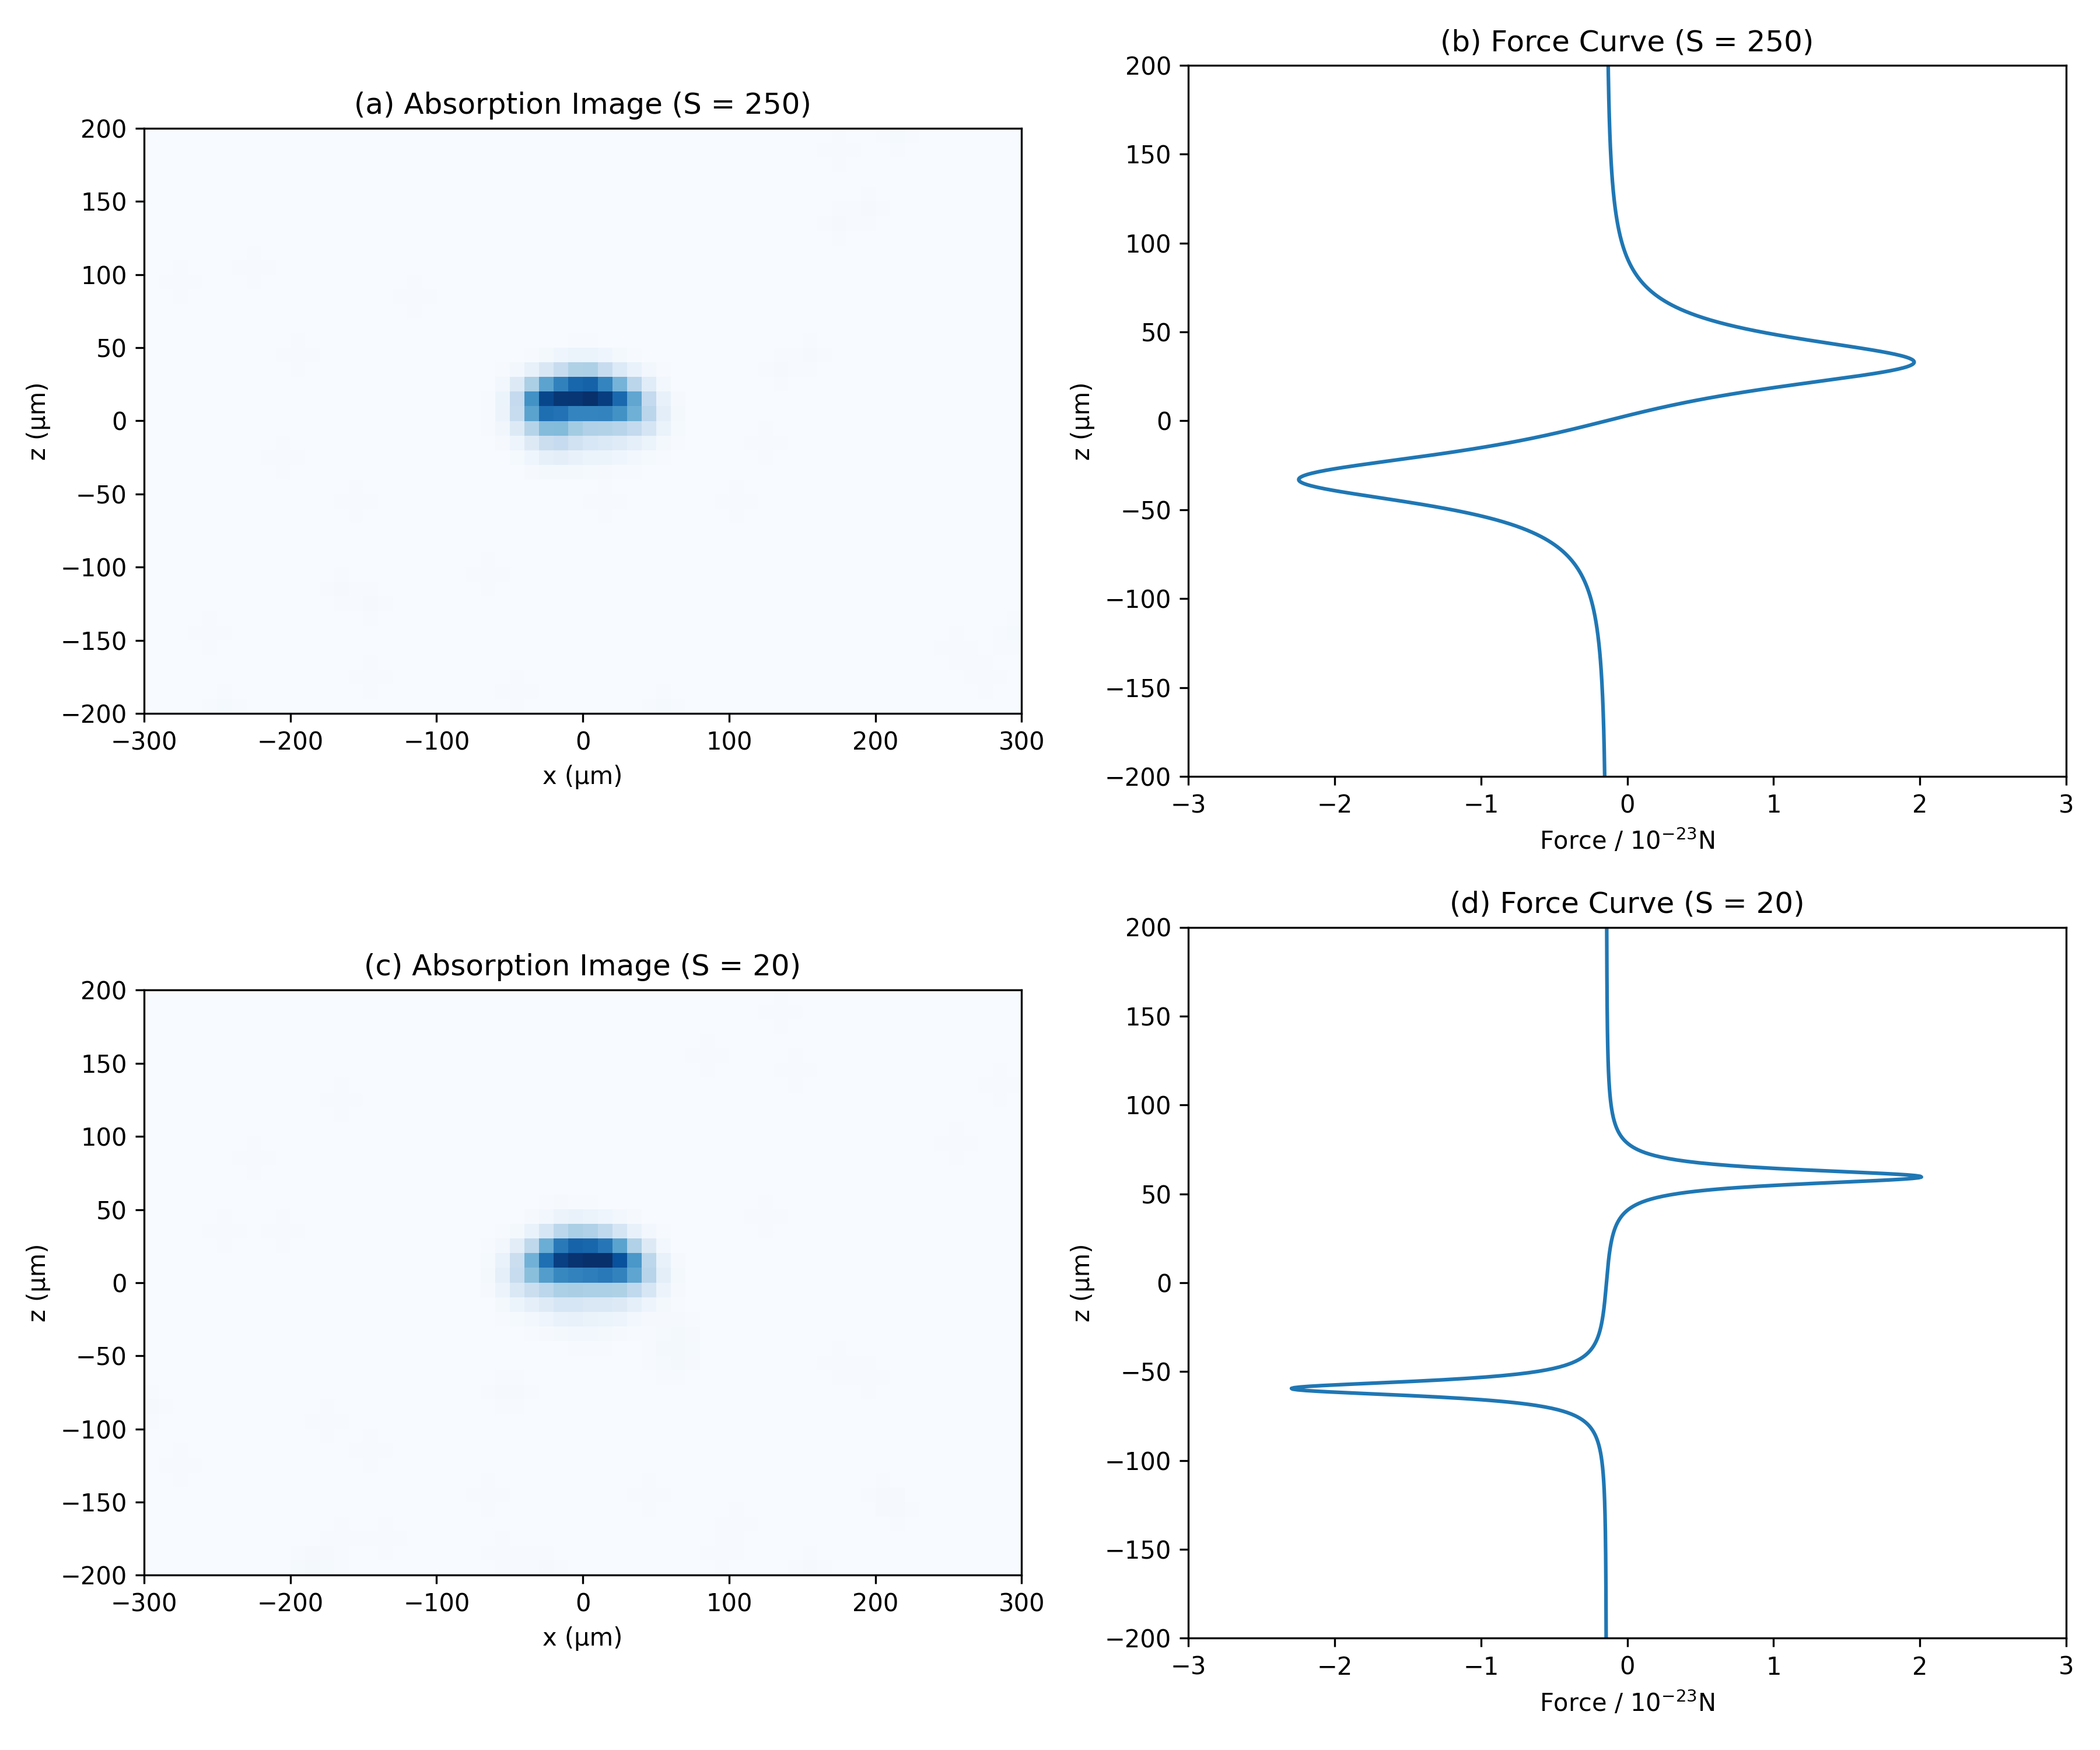 (a) Absorption Image (S = 250)
200
150
100
50
0
−50
−100
−150
−200
z (µm)
−300 −200 −100 0 100 200 300
x (µm)
(b) Force Curve (S = 250)
200
150
100
50
0
−50
−100
−150
−200
z (µm)
−3 −2 −1 0 1 2 3
Force / 10⁻²³N
(c) Absorption Image (S = 20)
200
150
100
50
0
−50
−100
−150
−200
z (µm)
−300 −200 −100 0 100 200 300
x (µm)
(d) Force Curve (S = 20)
200
150
100
50
0
−50
−100
−150
−200
z (µm)
−3 −2 −1 0 1 2 3
Force / 10⁻²³N